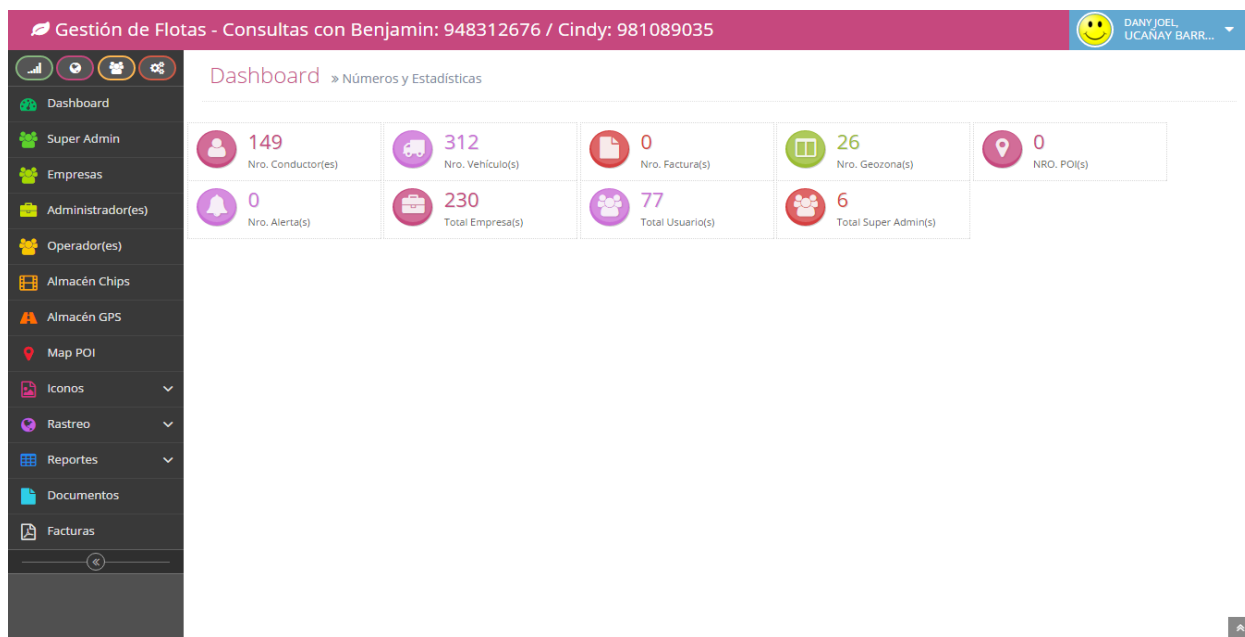 Gestión de Flotas - Consultas con Benjamin: 948312676 / Cindy: 981089035
DANY JOEL,
UCAÑAY BARR...
Dashboard » Números y Estadísticas
Dashboard
Super Admin
Empresas
Administrador(es)
Operador(es)
Almacén Chips
Almacén GPS
Map POI
Iconos
Rastreo
Reportes
Documentos
Facturas
149
Nro. Conductor(es)
312
Nro. Vehículo(s)
0
Nro. Factura(s)
26
Nro. Geozona(s)
0
NRO. POI(s)
0
Nro. Alerta(s)
230
Total Empresa(s)
77
Total Usuario(s)
6
Total Super Admin(s)